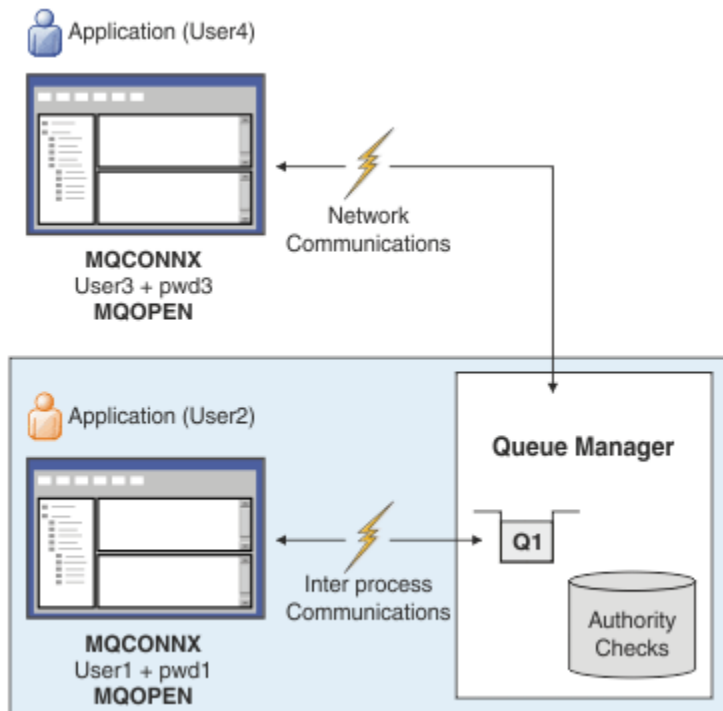 Application (User4)
Network
Communications
MQCONNX
User3 + pwd3
MQOPEN
Application (User2)
Queue Manager
Q1
Inter process
Communications
Authority
Checks
MQCONNX
User1 + pwd1
MQOPEN